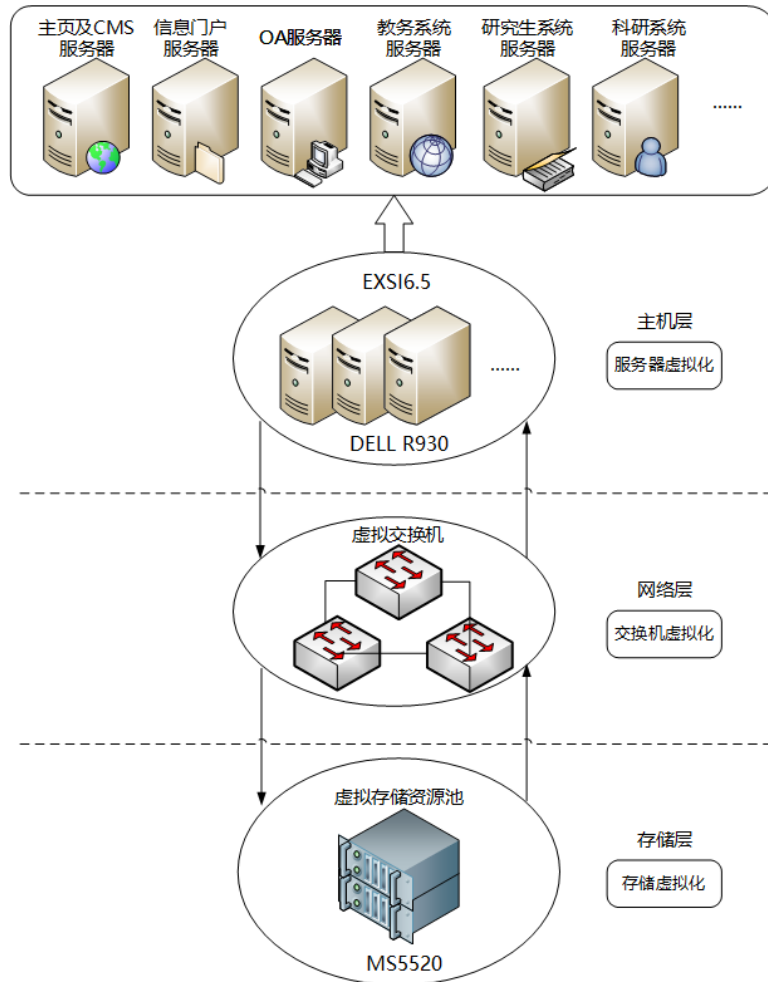 主页及CMS
服务器
信息门户
服务器
OA服务器
教务系统
服务器
研究生系统
服务器
科研系统
服务器
......
EXSI6.5
......
DELL R930
主机层
服务器虚拟化
虚拟交换机
网络层
交换机虚拟化
虚拟存储资源池
MS5520
存储层
存储虚拟化